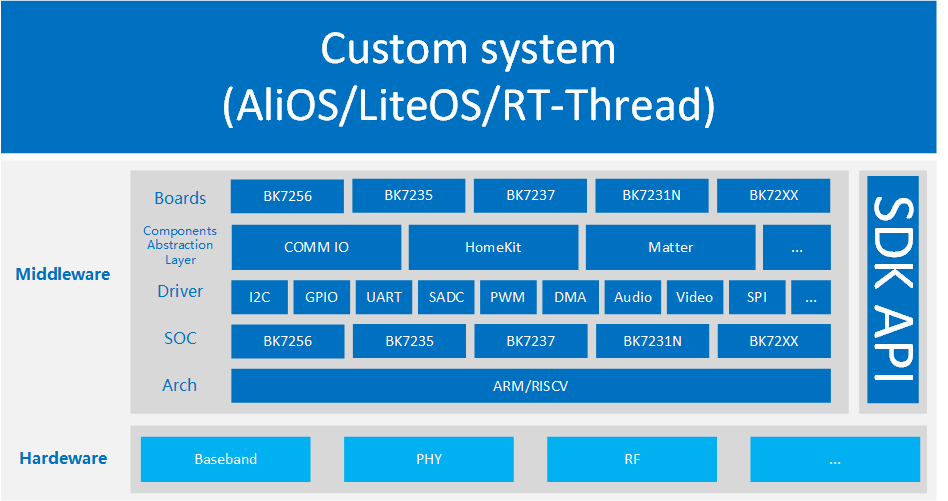 Custom system
(AliOS/LiteOS/RT-Thread)
Middleware
Boards
BK7256
BK7235
BK7237
BK7231N
BK72XX
Components
Abstraction
Layer
COMM IO
HomeKit
Matter
...
Driver
I2C
GPIO
UART
SADC
PWM
DMA
Audio
Video
SPI
...
SOC
BK7256
BK7235
BK7237
BK7231N
BK72XX
Arch
ARM/RISCV
SDK API
Hardeware
Baseband
PHY
RF
...